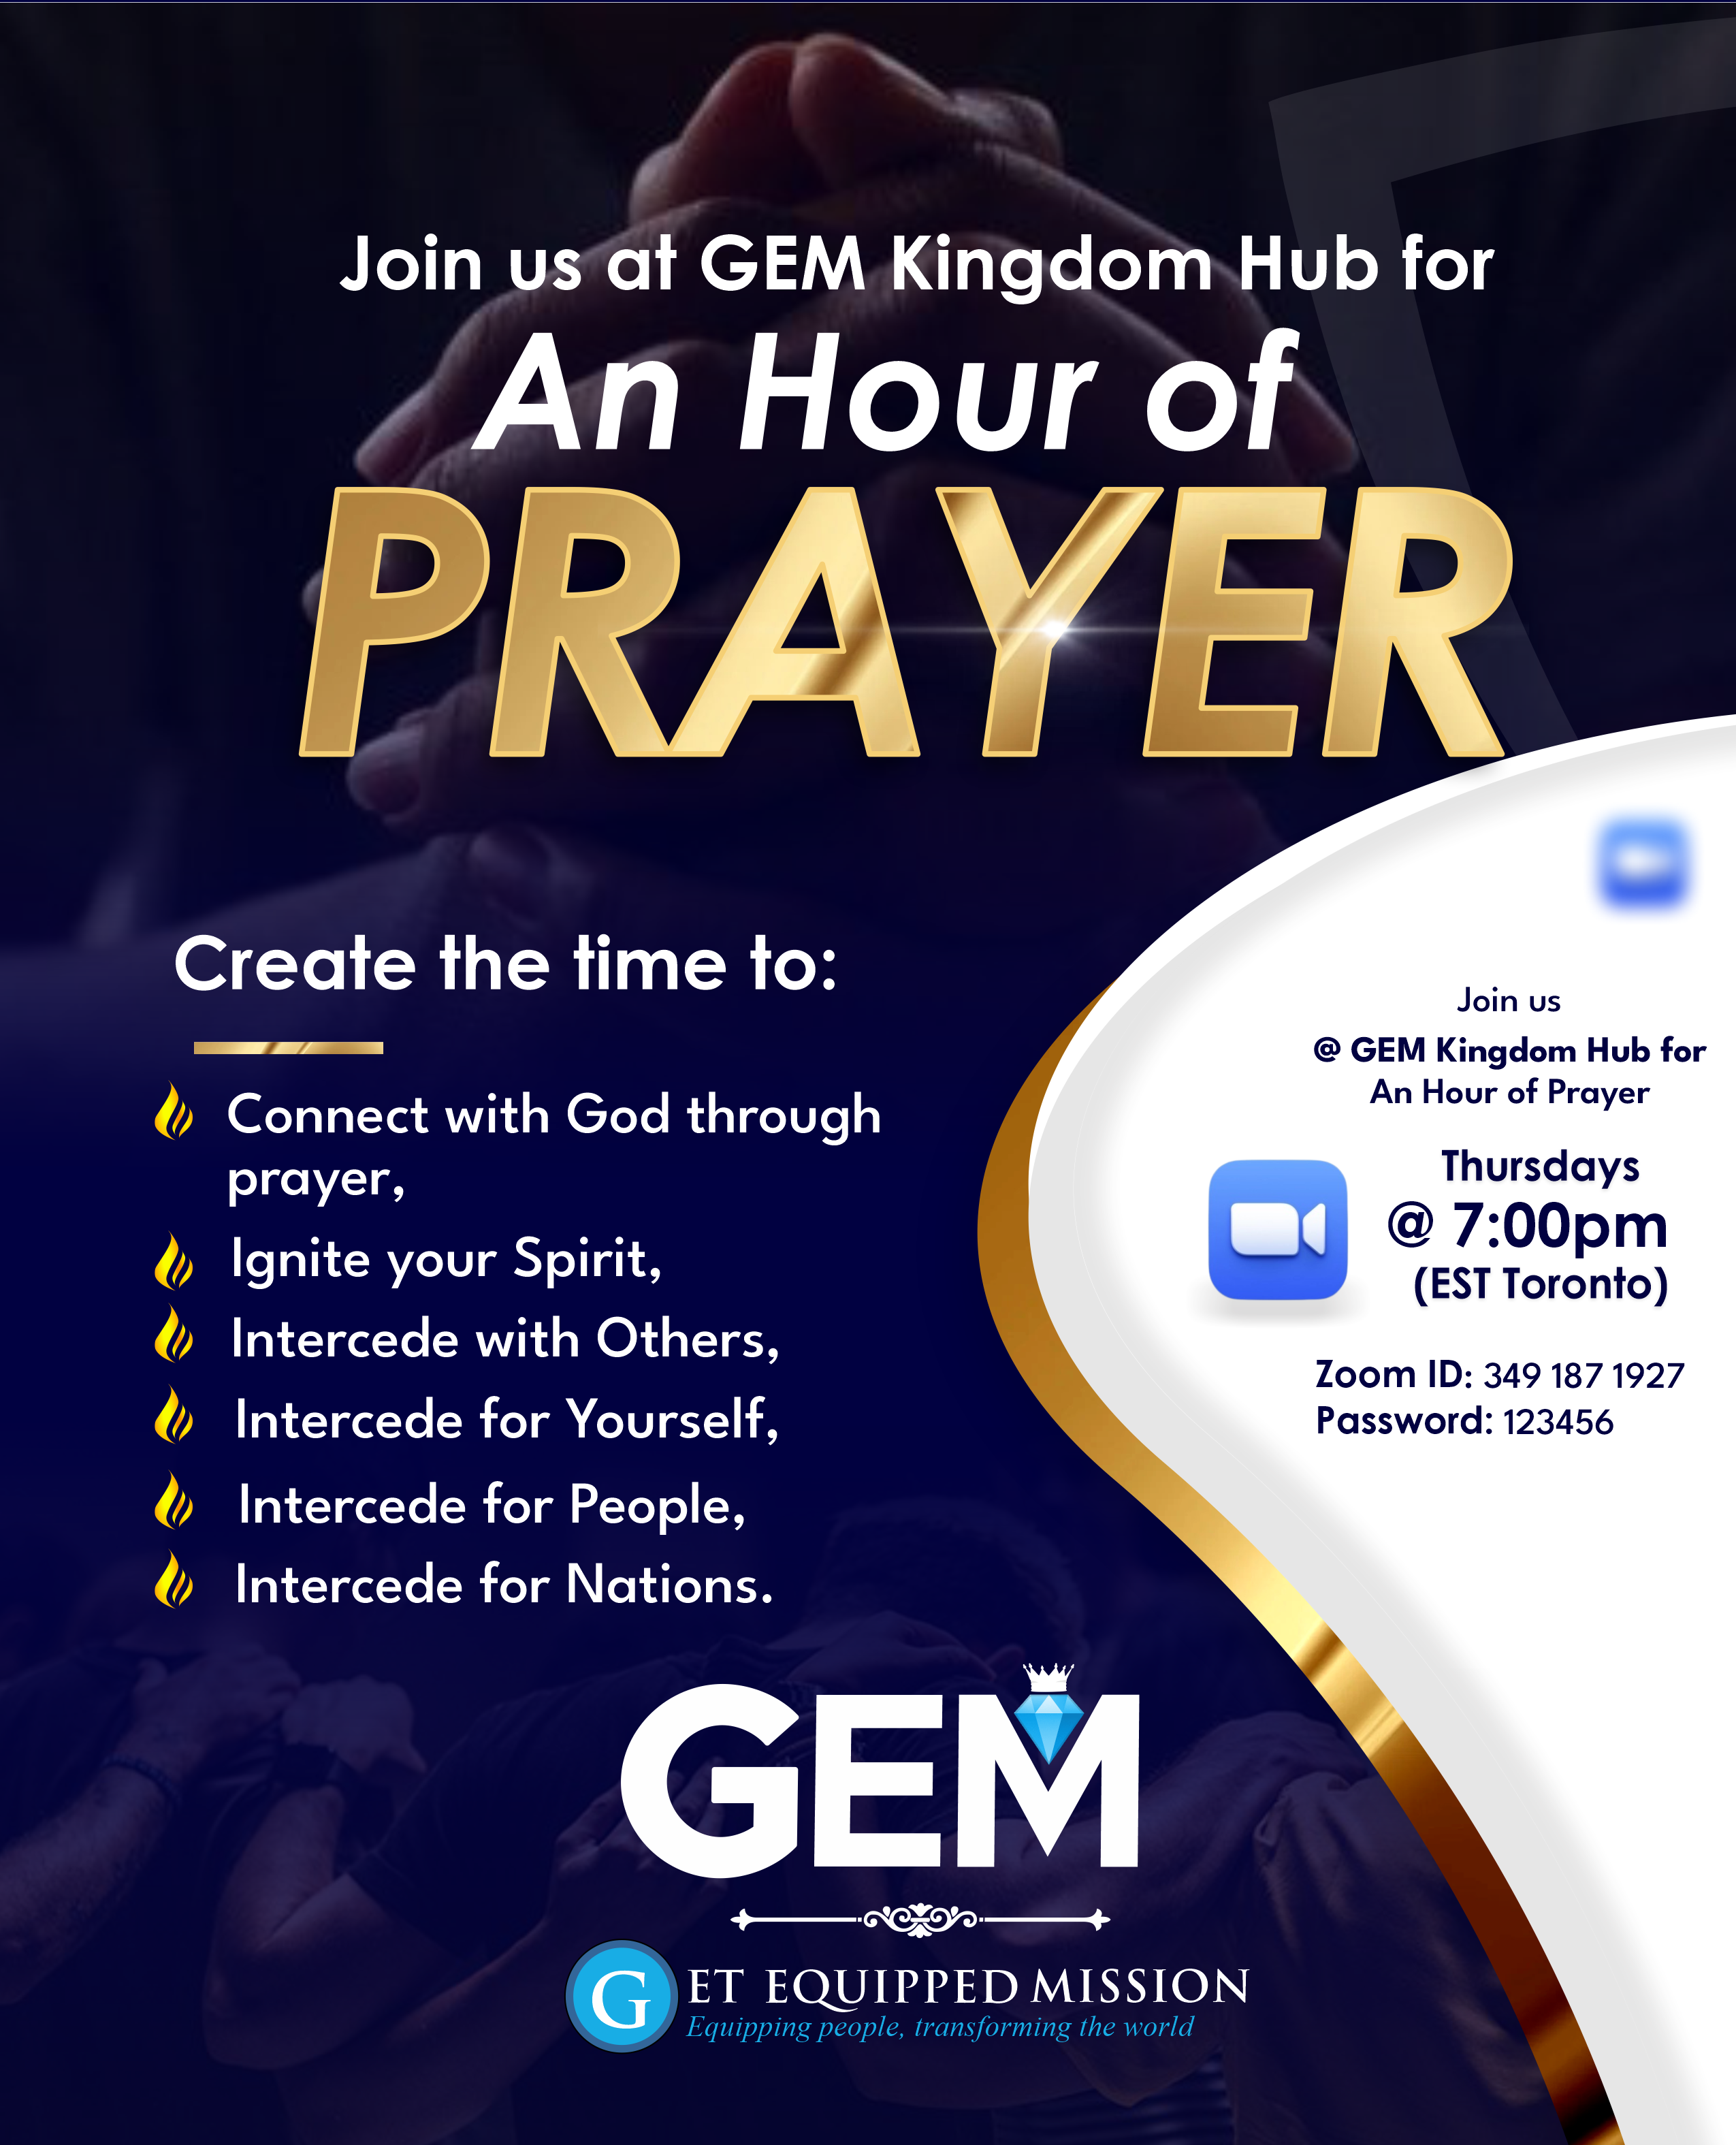 Join us at GEM Kingdom Hub for
An Hour of
PRAYER
Create the time to:
Connect with God through
prayer,
Ignite your Spirit,
Intercede with Others,
Intercede for Yourself,
Intercede for People,
Intercede for Nations.
Join us
@ GEM Kingdom Hub for
An Hour of Prayer
Thursdays
@ 7:00pm
(EST Toronto)
Zoom ID: 349 187 1927
Password: 123456
GEM
GET EQUIPPED MISSION
Equipping people, transforming the world